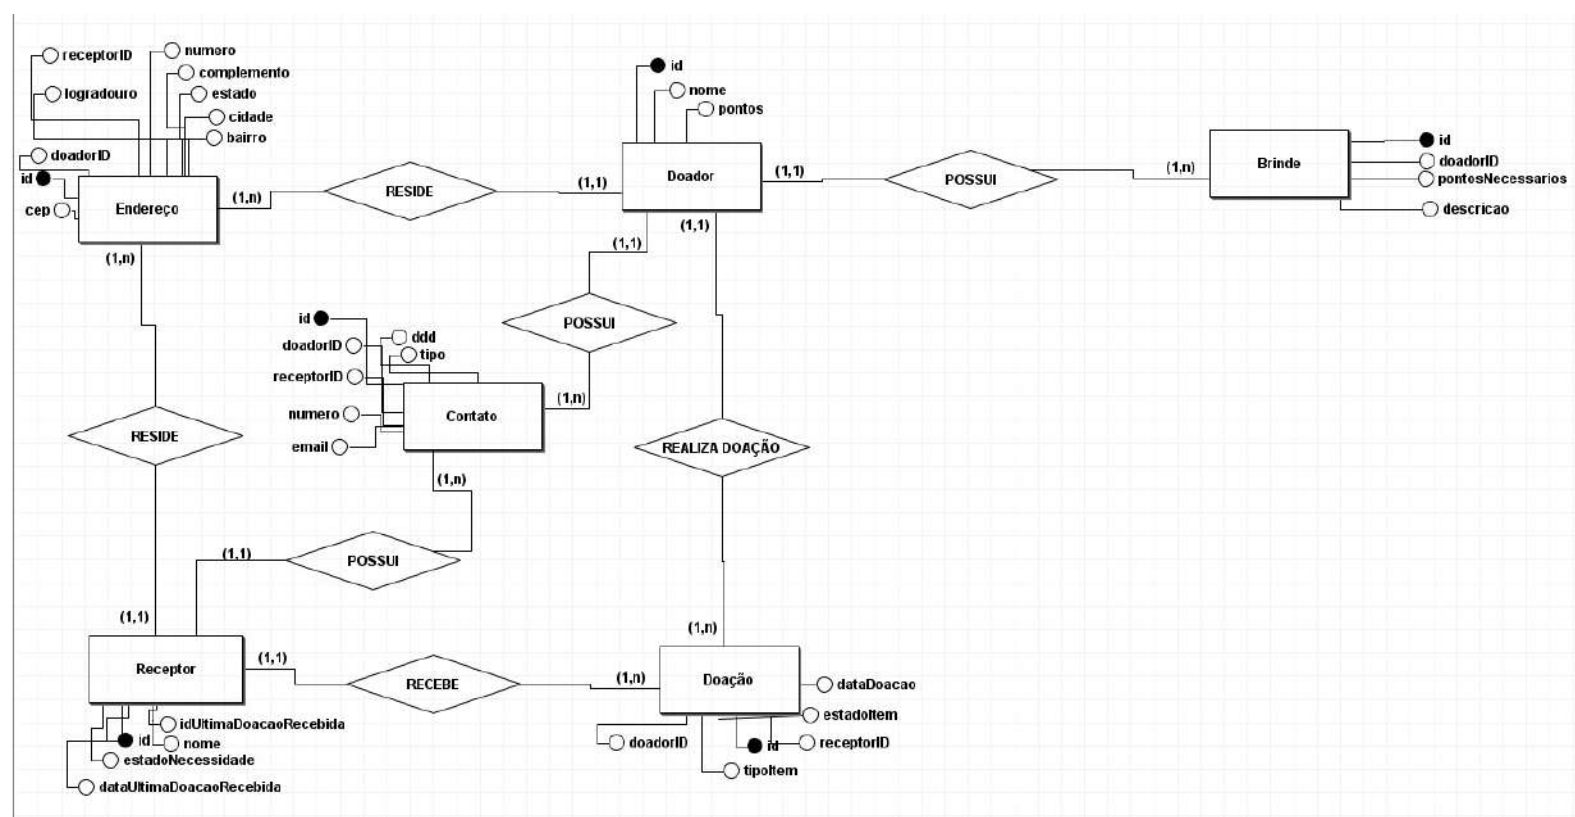 receptorID
numero
complemento
logradouro
estado
cidade
bairro
doadorID
id
cep
Endereço
(1,n)
RESIDE
(1,1)
id
nome
pontos
Doador
(1,1)
POSSUI
(1,n)
Brinde
id
doadorID
pontosNecessarios
descricao
(1,n)
(1,1)
(1,1)
POSSUI
id
ddd
doadorID
tipo
receptorID
numero
email
Contato
(1,n)
RESIDE
REALIZA DOAÇÃO
(1,n)
(1,1)
POSSUI
(1,1)
(1,n)
Receptor
(1,1)
RECEBE
(1,n)
Doação
dataDoacao
idUltimaDoacaoRecebida
id
nome
estadoNecessidade
dataUltimaDoacaoRecebida
estadoItem
doadorID
id
receptorID
tipoItem